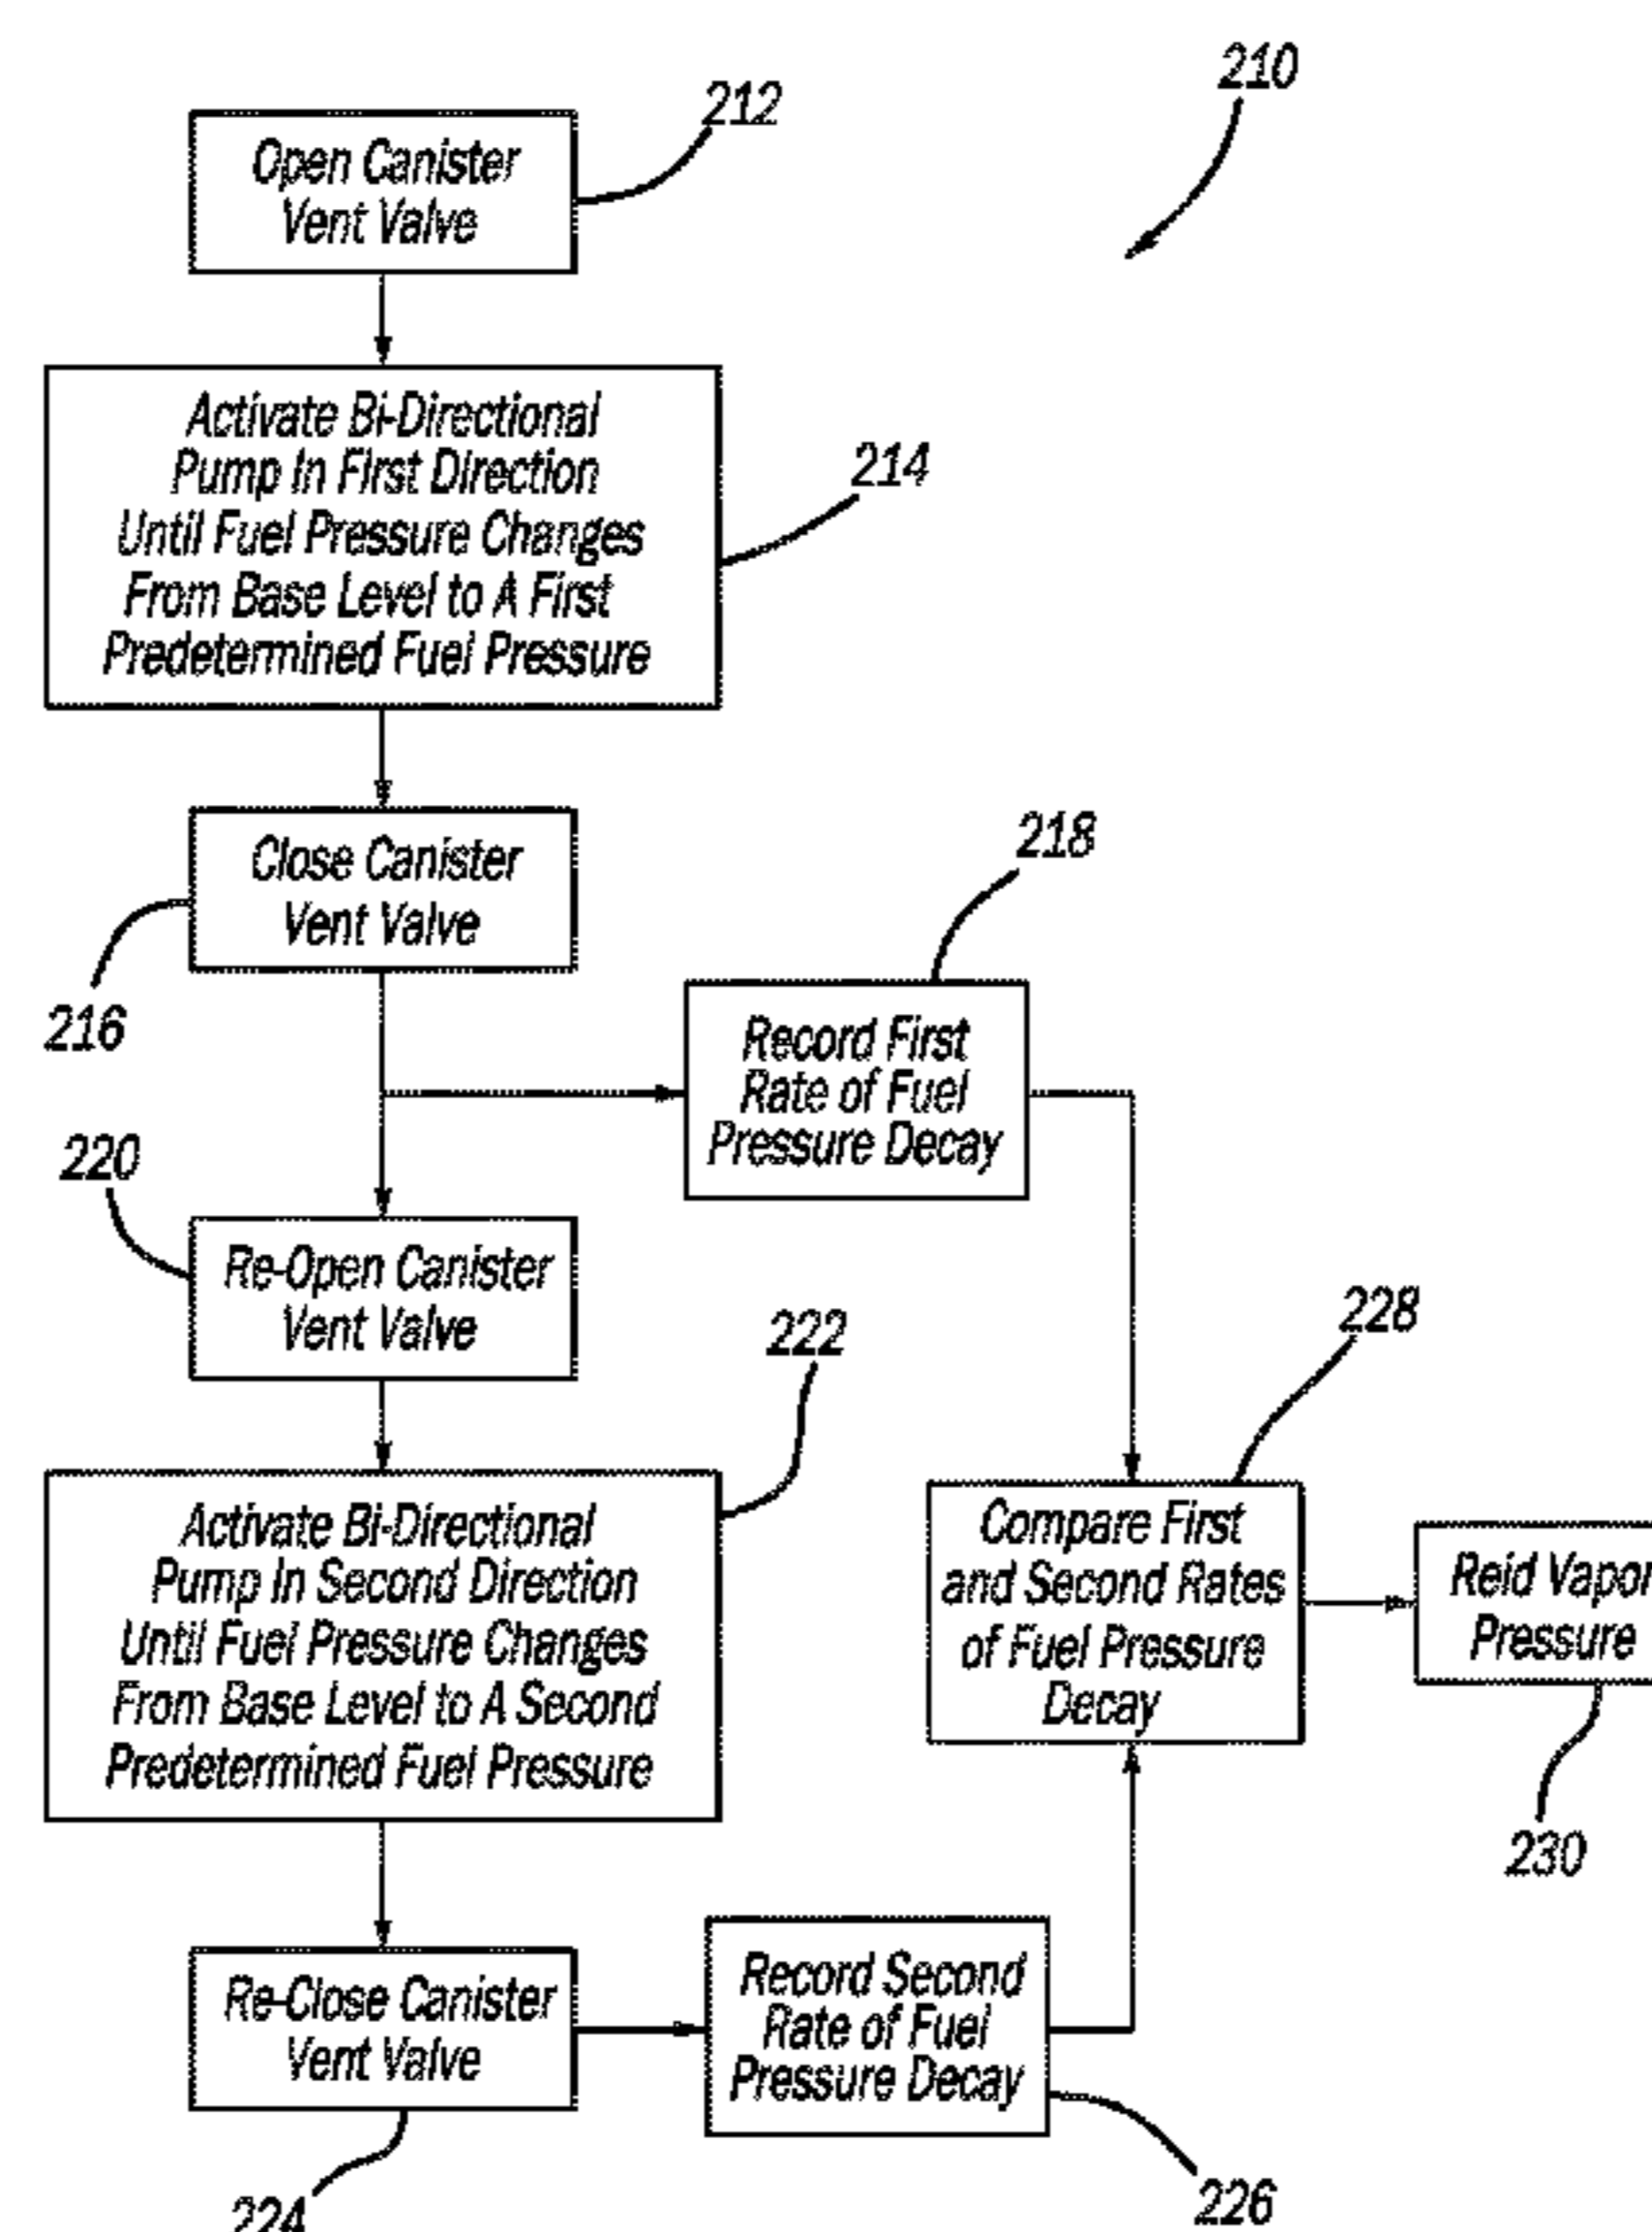 210
212
Open Canister
Vent Valve
Activate Bi-Directional
Pump In First Direction
Until Fuel Pressure Changes
From Base Level to A First
Predetermined Fuel Pressure
214
Close Canister
Vent Valve
216
218
Record First
Rate of Fuel
Pressure Decay
220
Re-Open Canister
Vent Valve
222
Activate Bi-Directional
Pump In Second Direction
Until Fuel Pressure Changes
From Base Level to A Second
Predetermined Fuel Pressure
228
Compare First
and Second Rates
of Fuel Pressure
Decay
Reid Vapor
Pressure
230
Re-Close Canister
Vent Valve
224
Record Second
Rate of Fuel
Pressure Decay
226